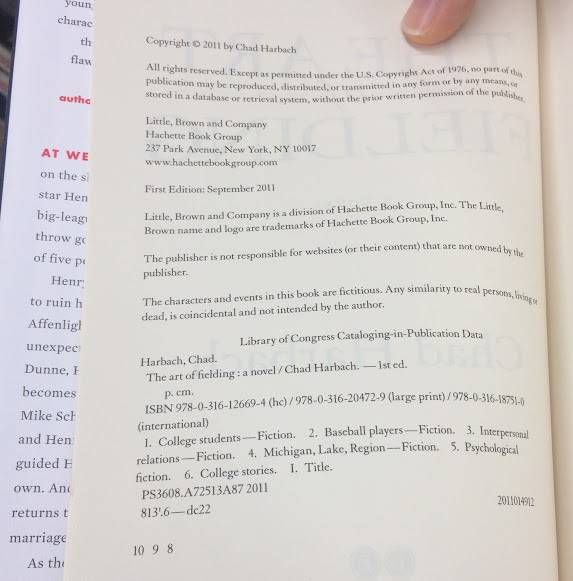 youn
charac
th
flaw
autho
AT WE
on the s
star Hen
big-leag
throw go
of five p
Henr
to ruin h
Affenligh
unexpec
Dunne, H
becomes
Mike Sch
and Hen
guided H
own. And
returns t
marriage
As the
Copyright © 2011 by Chad Harbach
All rights reserved. Except as permitted under the U.S. Copyright Act of 1976, no part of this
publication may be reproduced, distributed, or transmitted in any form or by any means, or
stored in a database or retrieval system, without the prior written permission of the publisher.
Little, Brown and Company
Hachette Book Group
237 Park Avenue, New York, NY 10017
www.hachettebookgroup.com
First Edition: September 2011
Little, Brown and Company is a division of Hachette Book Group, Inc. The Little,
Brown name and logo are trademarks of Hachette Book Group, Inc.
The publisher is not responsible for websites (or their content) that are not owned by the
publisher.
The characters and events in this book are fictitious. Any similarity to real persons, living or
dead, is coincidental and not intended by the author.
Library of Congress Cataloging-in-Publication Data
Harbach, Chad.
The art of fielding : a novel / Chad Harbach. — 1st ed.
p. cm.
ISBN 978-0-316-12669-4 (hc) / 978-0-316-20472-9 (large print) / 978-0-316-18751-0
(international)
1. College students—Fiction. 2. Baseball players—Fiction. 3. Interpersonal
relations—Fiction. 4. Michigan, Lake, Region—Fiction. 5. Psychological
fiction. 6. College stories. I. Title.
PS3608.A72513A87 2011
813'.6—dc22 2011014912
10 9 8